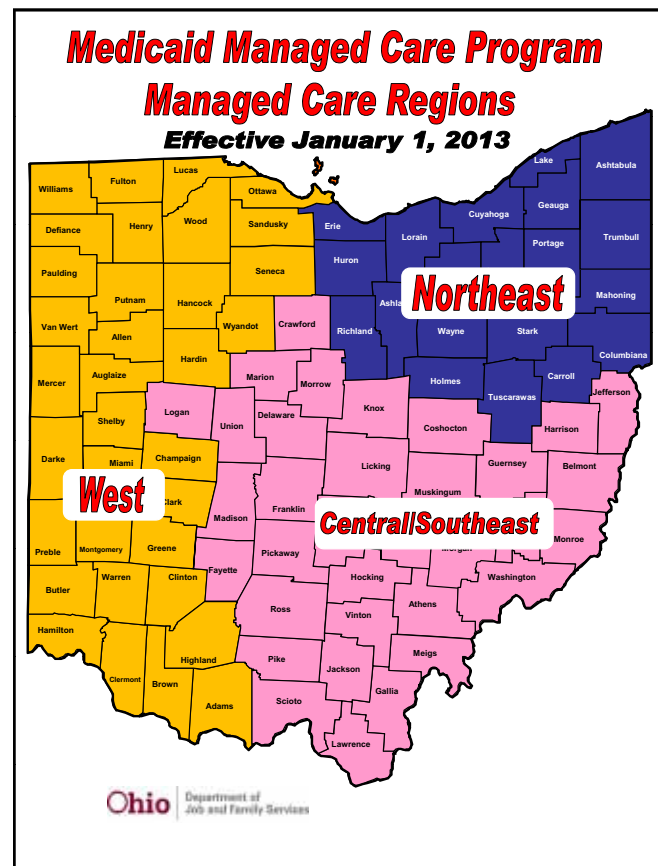 Medicaid Managed Care Program
Managed Care Regions
Effective January 1, 2013
Lake
Ashtabula
Lucas
Fulton
Williams
Ottawa
Geauga
Cuyahoga
Wood
Sandusky
Erie
Henry
Defiance
Lorain
Trumbull
Portage
Huron
Paulding
Seneca
Northeast
Mahoning
Putnam
Hancock
Ashla
Van Wert
Wyandot
Crawford
Richland
Wayne
Stark
Allen
Columbiana
Hardin
Auglaize
Marion
Carroll
Mercer
Morrow
Holmes
Jefferson
Tuscarawas
Logan
Knox
Delaware
Shelby
Union
Coshocton
Harrison
Darke
Miami
Champaign
Licking
Guernsey
Belmont
Muskingum
West
Clark
Franklin
Madison
Central/Southeast
Monroe
Preble
Montgomery
Greene
Pickaway
Morgan
Fayette
Warren
Clinton
Hocking
Washington
Butler
Athens
Ross
Vinton
Hamilton
Meigs
Highland
Pike
Jackson
Clermont
Brown
Gallia
Adams
Scioto
Lawrence
Ohio
Department of
Job and Family Services